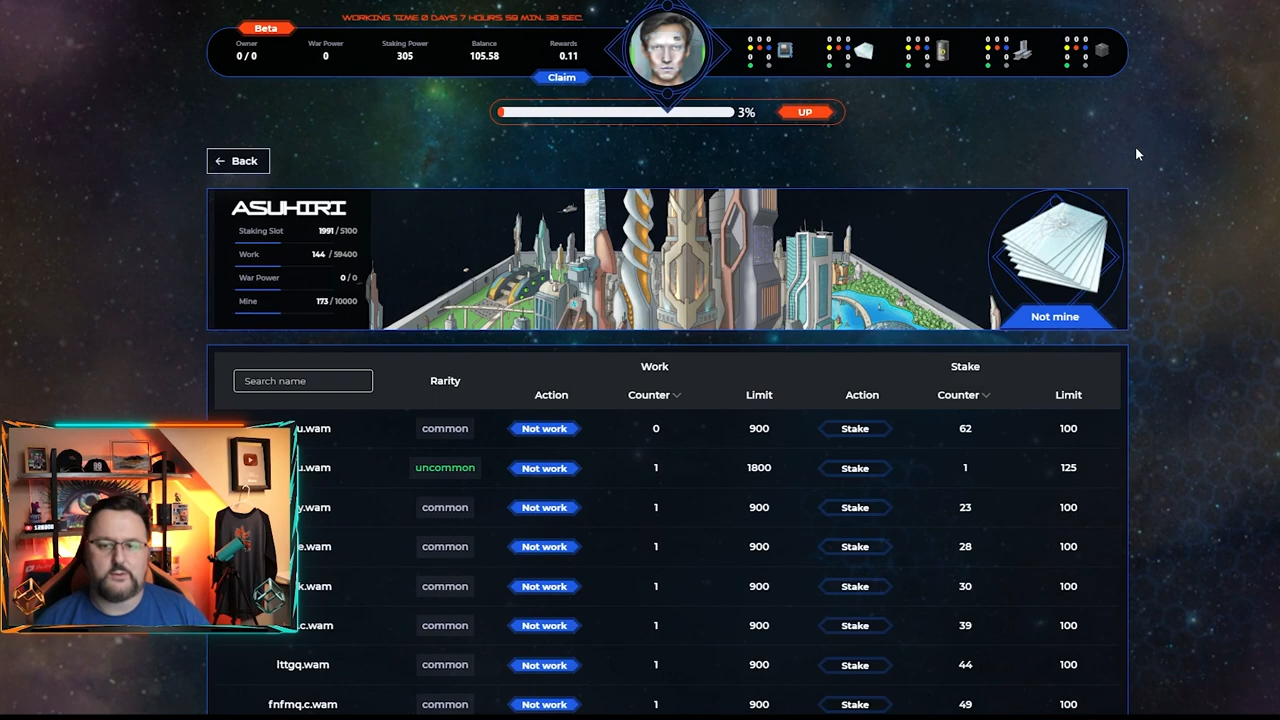 WORKING TIME 0 DAYS 7 HOURS 59 MIN. 38 SEC.
Beta
Owner War Power Staking Power Balance Rewards
0 / 0 0 305 105.58 0.11
Claim
3% UP
← Back
ASUHIRI
Staking Slot 1991 / 5100
Work 144 / 59400
War Power 0 / 0
Mine 173 / 10000
Not mine
Work Stake
Search name Rarity
Action Counter Limit Action Counter Limit
u.wam common Not work 0 900 Stake 62 100
u.wam uncommon Not work 1 1800 Stake 1 125
y.wam common Not work 1 900 Stake 23 100
e.wam common Not work 1 900 Stake 28 100
k.wam common Not work 1 900 Stake 30 100
.c.wam common Not work 1 900 Stake 39 100
lttgq.wam common Not work 1 900 Stake 44 100
fnfmq.c.wam common Not work 1 900 Stake 49 100